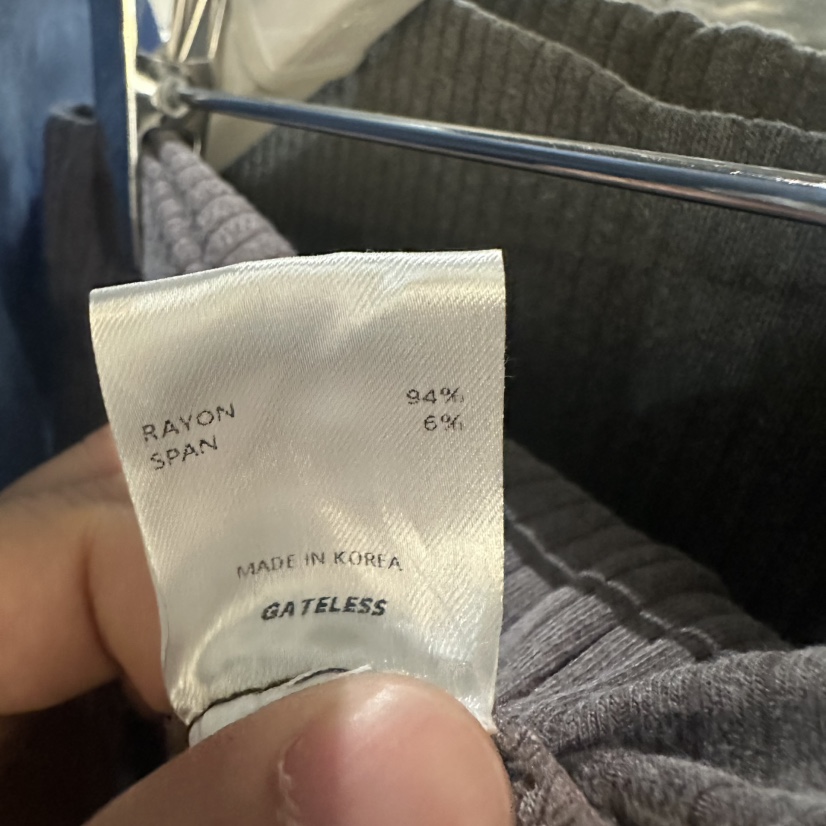 RAYON 94%
SPAN 6%
MADE IN KOREA
GATELESS